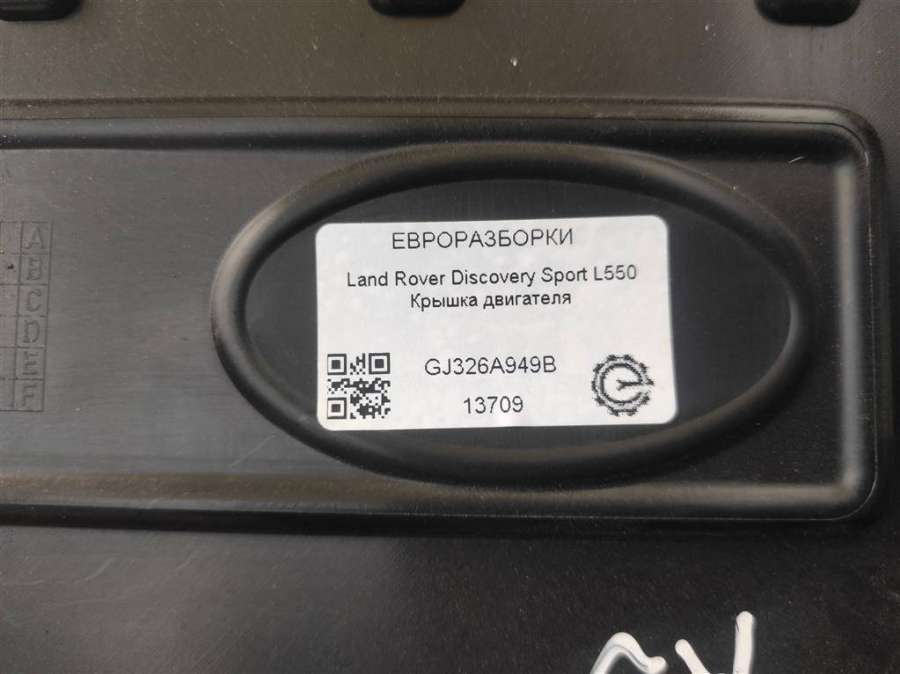 ЕВРОРАЗБОРКИ
Land Rover Discovery Sport L550
Крышка двигателя
GJ326A949B
13709
A
B
C
D
E
F